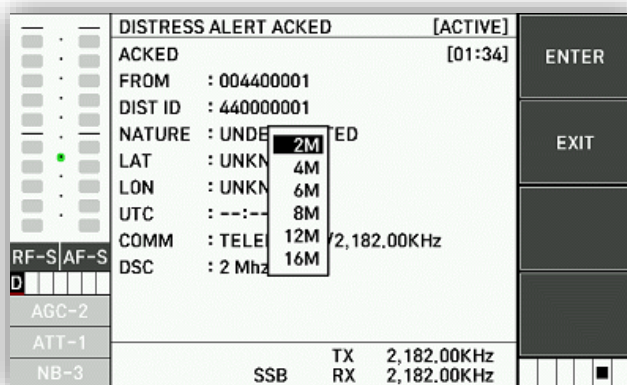 DISTRESS ALERT ACKED [ACTIVE]
ACKED [01:34]
FROM : 004400001
DIST ID : 440000001
NATURE : UNDE TED
LAT : UNKN
LON : UNKN
UTC : --:--
COMM : TELE /2,182.00KHz
DSC : 2 Mhz
2M
4M
6M
8M
12M
16M
ENTER
EXIT
RF-S AF-S
D
AGC-2
ATT-1
NB-3
TX 2,182.00KHz
SSB RX 2,182.00KHz